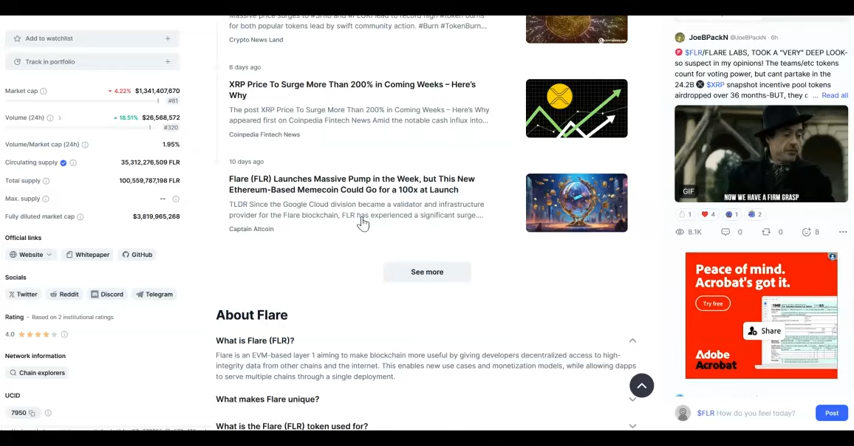 Add to watchlist
Track in portfolio
Market cap
4.22% $1,341,407,670
#81
Volume (24h)
18.51% $26,568,572
#320
Volume/Market cap (24h)
1.95%
Circulating supply
35,312,276,509 FLR
Total supply
100,559,787,198 FLR
Max. supply
--
Fully diluted market cap
$3,819,965,268
Official links
Website
Whitepaper
GitHub
Socials
Twitter
Reddit
Discord
Telegram
Rating · Based on 2 institutional ratings
4.0
Network information
Chain explorers
UCID
7950
for both popular tokens lead by swift community action. #Burn #TokenBurn...
Crypto News Land
8 days ago
XRP Price To Surge More Than 200% in Coming Weeks – Here's
Why
The post XRP Price To Surge More Than 200% in Coming Weeks – Here's Why
appeared first on Coinpedia Fintech News Amid the notable cash influx into...
Coinpedia Fintech News
10 days ago
Flare (FLR) Launches Massive Pump in the Week, but This New
Ethereum-Based Memecoin Could Go for a 100x at Launch
TLDR Since the Google Cloud division became a validator and infrastructure
provider for the Flare blockchain, FLR has experienced a significant surge....
Captain Altcoin
See more
About Flare
What is Flare (FLR)?
Flare is an EVM-based layer 1 aiming to make blockchain more useful by giving developers decentralized access to high-
integrity data from other chains and the internet. This enables new use cases and monetization models, while allowing dapps
to serve multiple chains through a single deployment.
What makes Flare unique?
What is the Flare (FLR) token used for?
JoeBPackN @JoeBPackN · 6h
$FLR/FLARE LABS, TOOK A "VERY" DEEP LOOK-
so suspect in my opinions! The teams/etc tokens
count for voting power, but cant partake in the
24.2B $XRP snapshot incentive pool tokens
airdropped over 36 months-BUT, they c ... Read all
GIF
NOW WE HAVE A FIRM GRASP
1
4
1
2
8.1K
0
0
8
Peace of mind.
Acrobat's got it.
Try free
Share
Adobe
Acrobat
$FLR How do you feel today?
Post